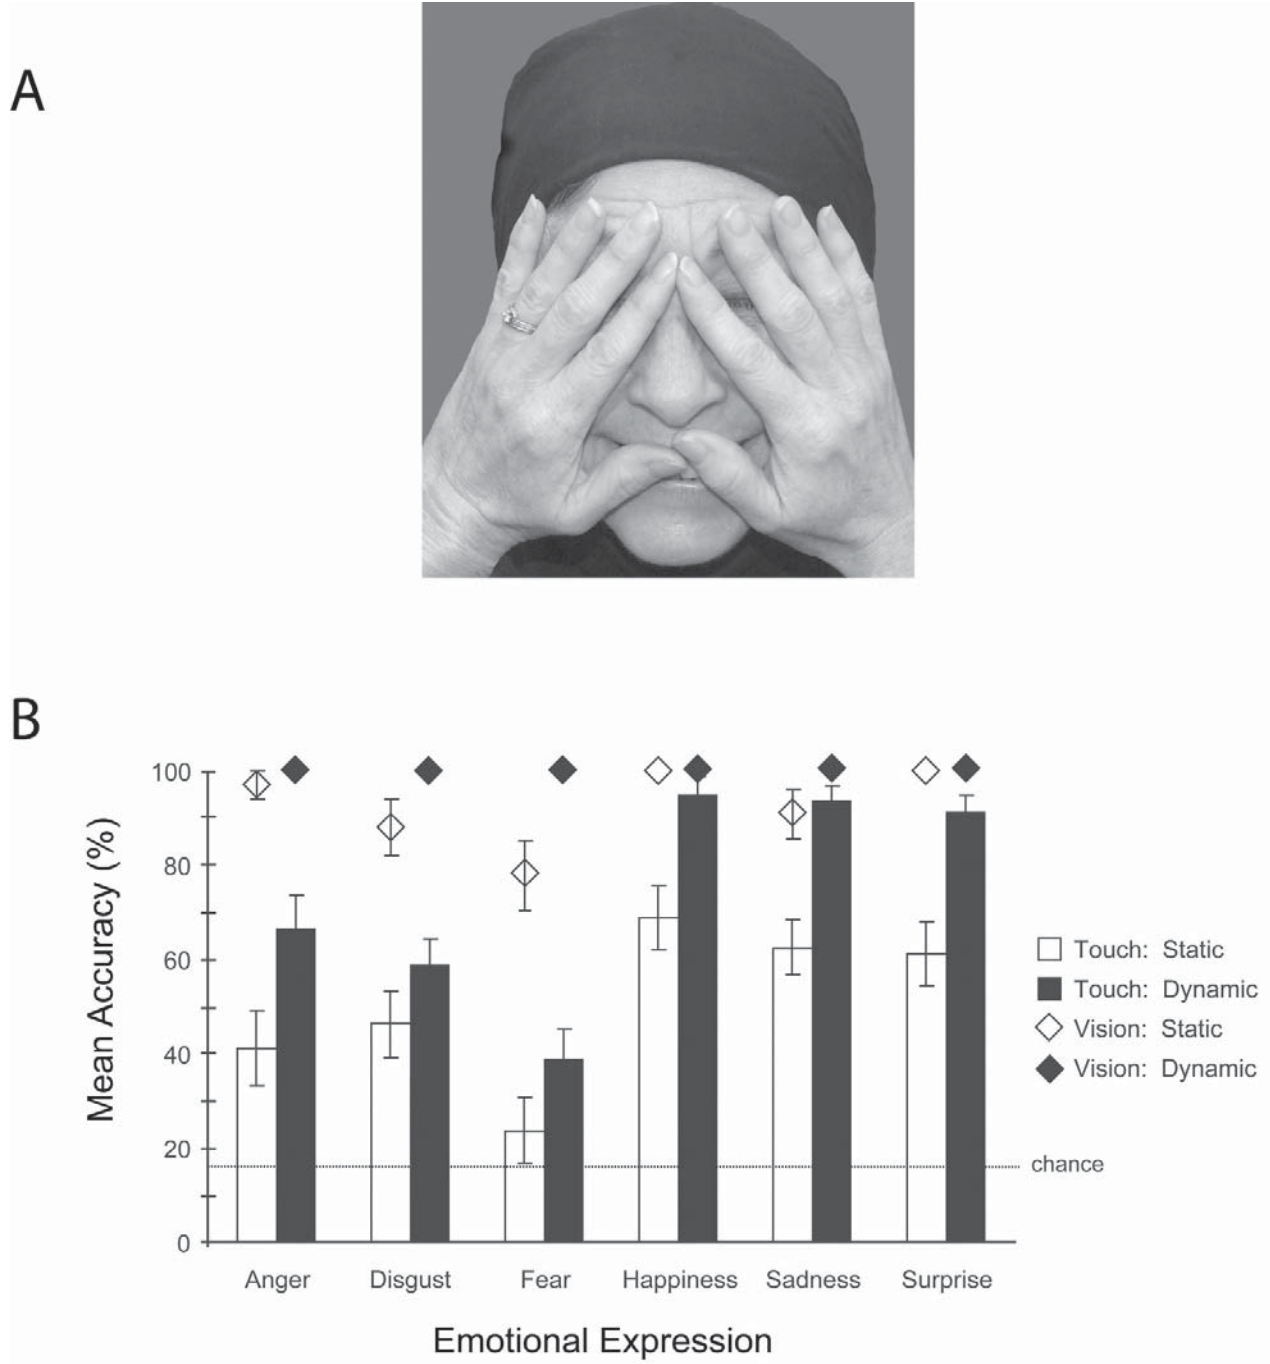 A
B
Mean Accuracy (%)
100
80
60
40
20
0
chance
Touch: Static
Touch: Dynamic
Vision: Static
Vision: Dynamic
Anger Disgust Fear Happiness Sadness Surprise
Emotional Expression